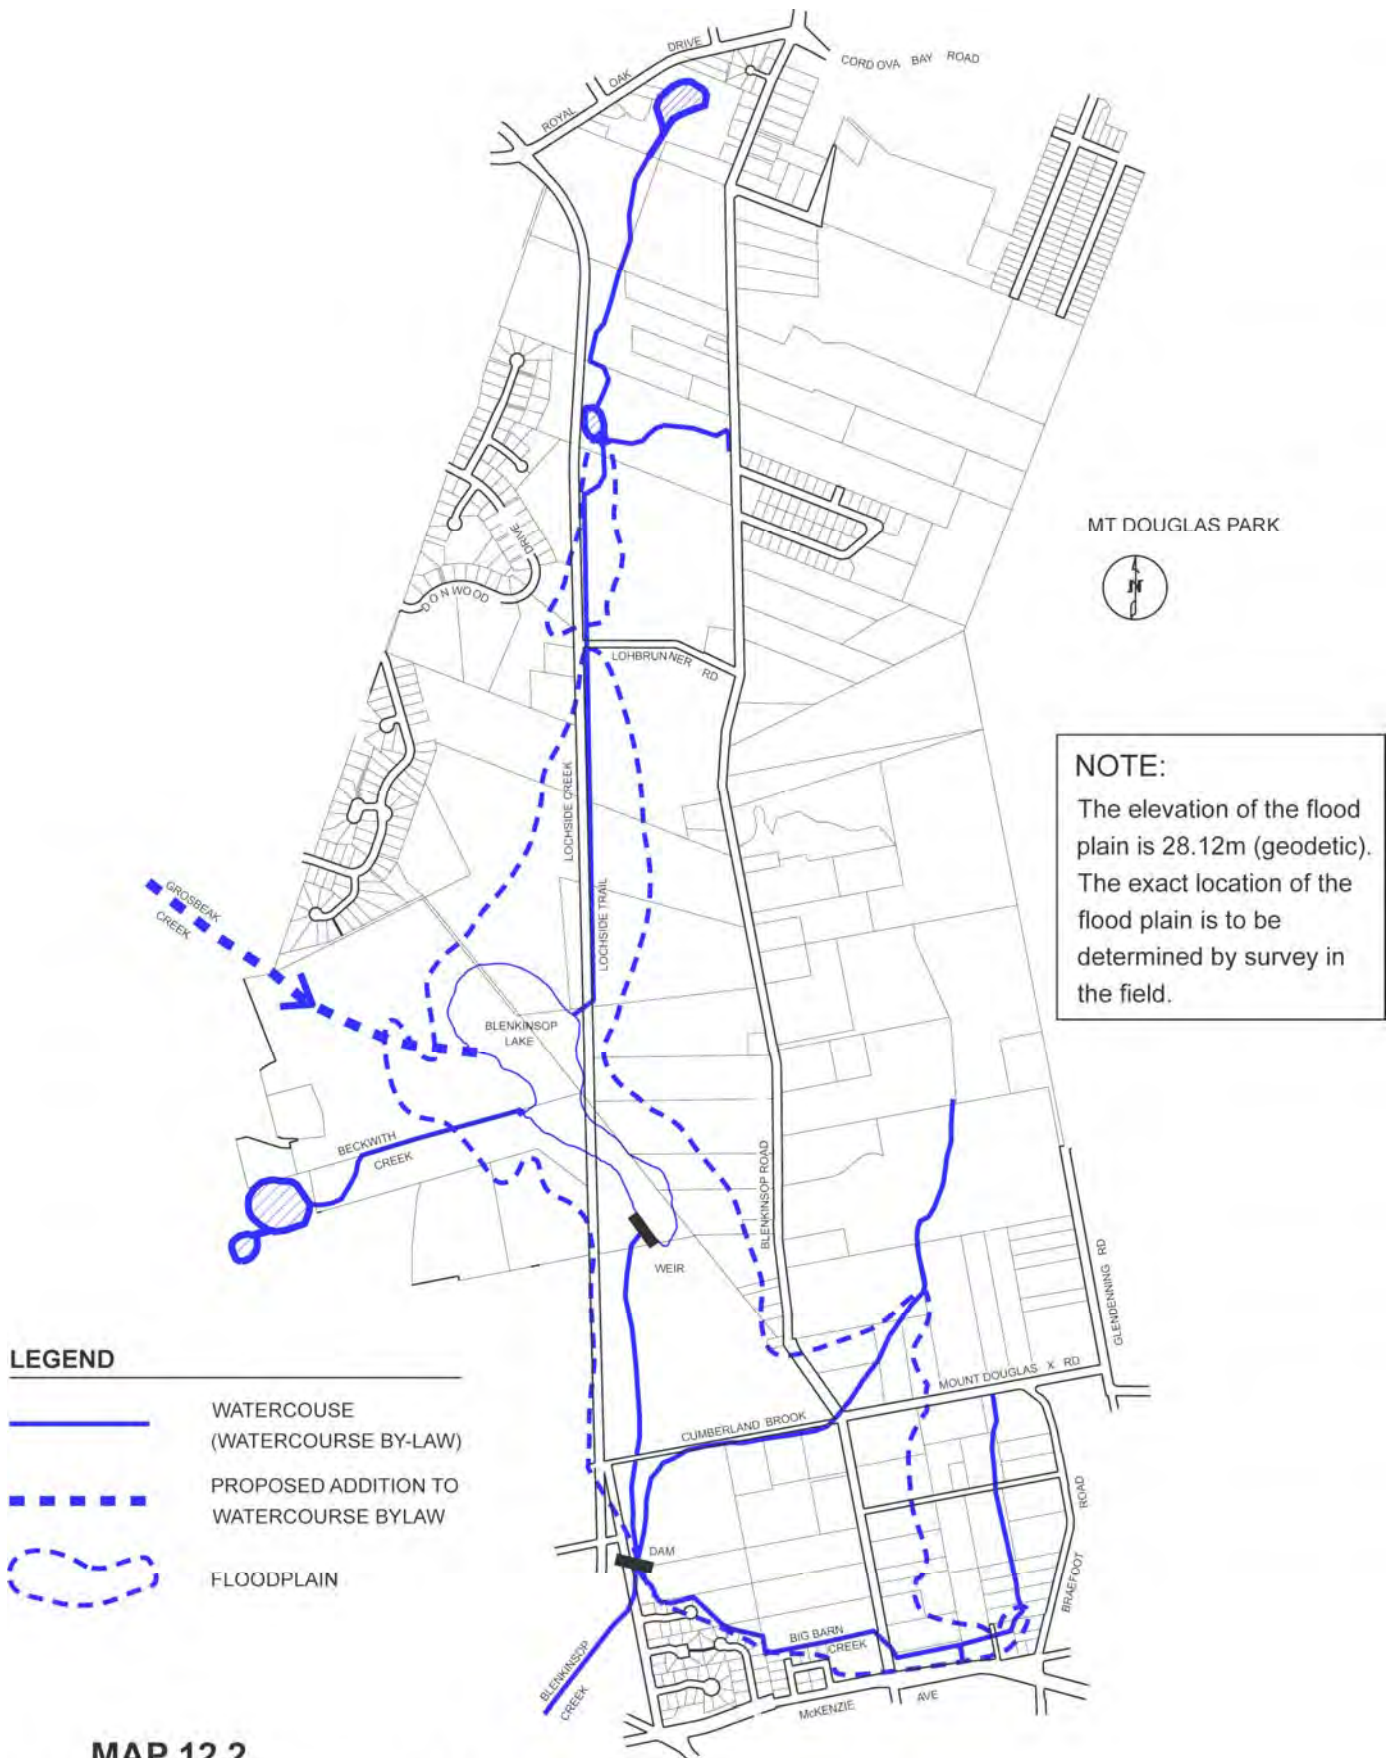 ROYAL OAK DRIVE
CORDOVA BAY ROAD
MT DOUGLAS PARK
N
DONWOOD DRIVE
LOHBRUNNER RD
LOCHSIDE CREEK
LOCHSIDE TRAIL
NOTE:
The elevation of the flood
plain is 28.12m (geodetic).
The exact location of the
flood plain is to be
determined by survey in
the field.
GROSBEAK
CREEK
BLENKINSOP
LAKE
BECKWITH
CREEK
BLENKINSOP ROAD
WEIR
GLENDENNING RD
MOUNT DOUGLAS X RD
CUMBERLAND BROOK
DAM
BRAEFOOT ROAD
BIG BARN
CREEK
BLENKINSOP
CREEK
McKENZIE AVE
LEGEND
WATERCOUSE
(WATERCOURSE BY-LAW)
PROPOSED ADDITION TO
WATERCOURSE BYLAW
FLOODPLAIN
MAP 12.2